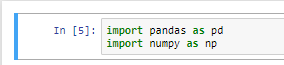 In [5]: import pandas as pd
import numpy as np